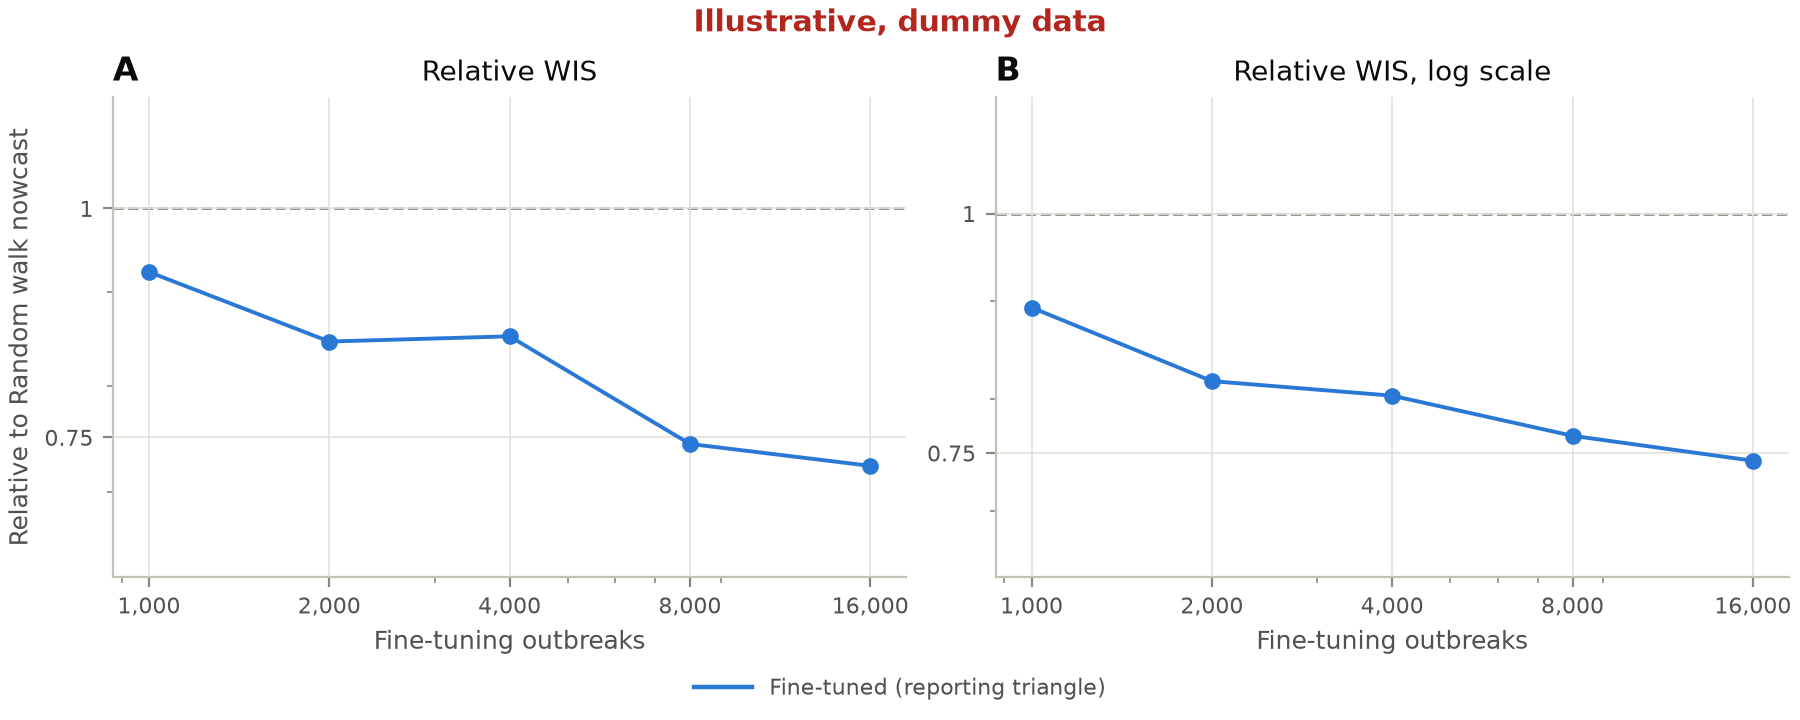 Illustrative, dummy data
A
Relative WIS
B
Relative WIS, log scale
Relative to Random walk nowcast
1
0.75
1,000
2,000
4,000
8,000
16,000
Fine-tuning outbreaks
1
0.75
1,000
2,000
4,000
8,000
16,000
Fine-tuning outbreaks
Fine-tuned (reporting triangle)